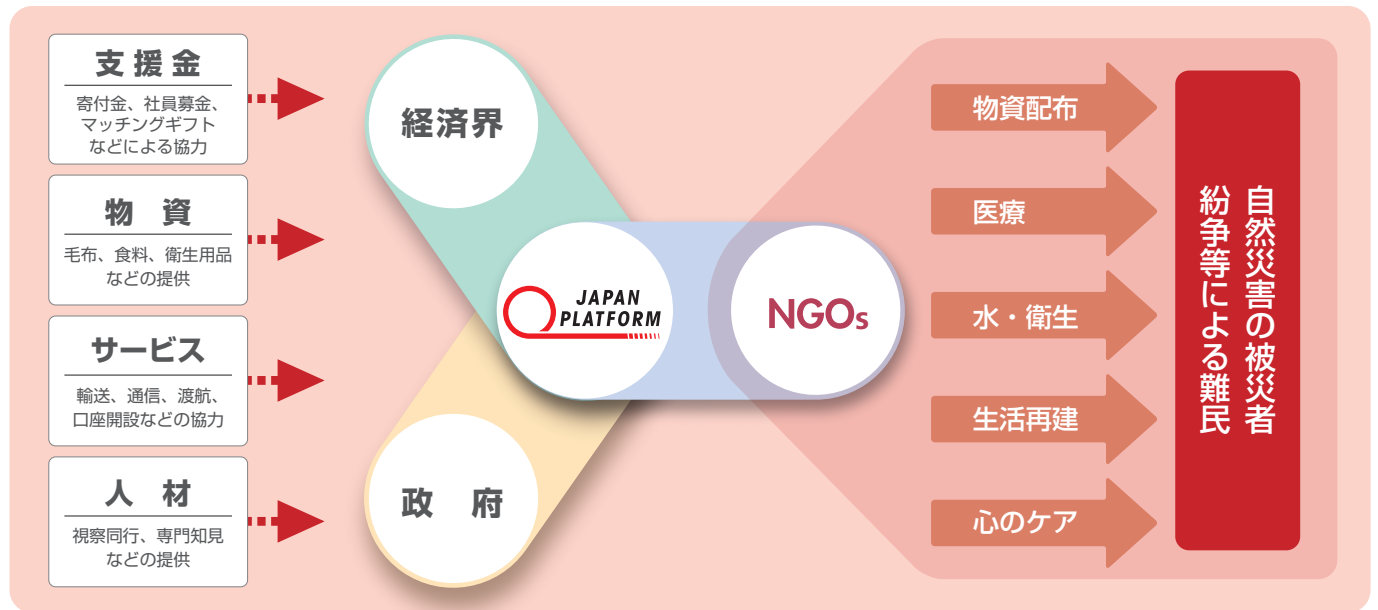 支援金
寄付金、社員募金、
マッチングギフト
などによる協力
物 資
毛布、食料、衛生用品
などの提供
サービス
輸送、通信、渡航、
口座開設などの協力
人 材
視察同行、専門知見
などの提供
経済界
政 府
JAPAN
PLATFORM
NGOs
物資配布
医療
水・衛生
生活再建
心のケア
自然災害の被災者
紛争等による難民